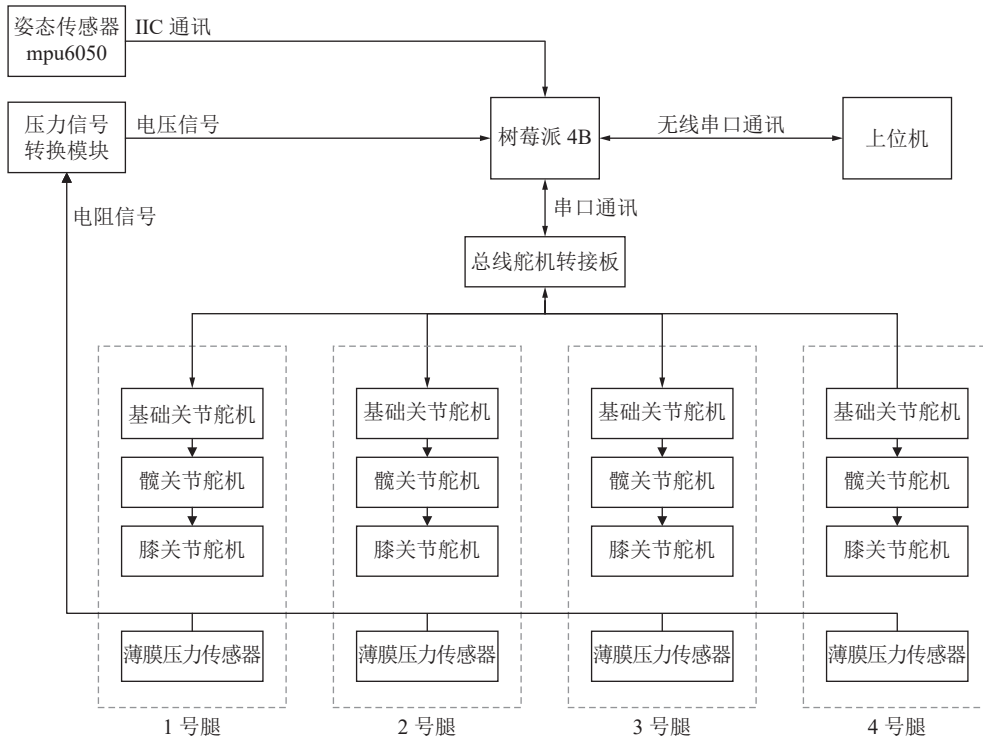 姿态传感器
mpu6050
IIC 通讯
压力信号
转换模块
电压信号
树莓派 4B
无线串口通讯
上位机
电阻信号
串口通讯
总线舵机转接板
基础关节舵机
髋关节舵机
膝关节舵机
薄膜压力传感器
1 号腿
基础关节舵机
髋关节舵机
膝关节舵机
薄膜压力传感器
2 号腿
基础关节舵机
髋关节舵机
膝关节舵机
薄膜压力传感器
3 号腿
基础关节舵机
髋关节舵机
膝关节舵机
薄膜压力传感器
4 号腿